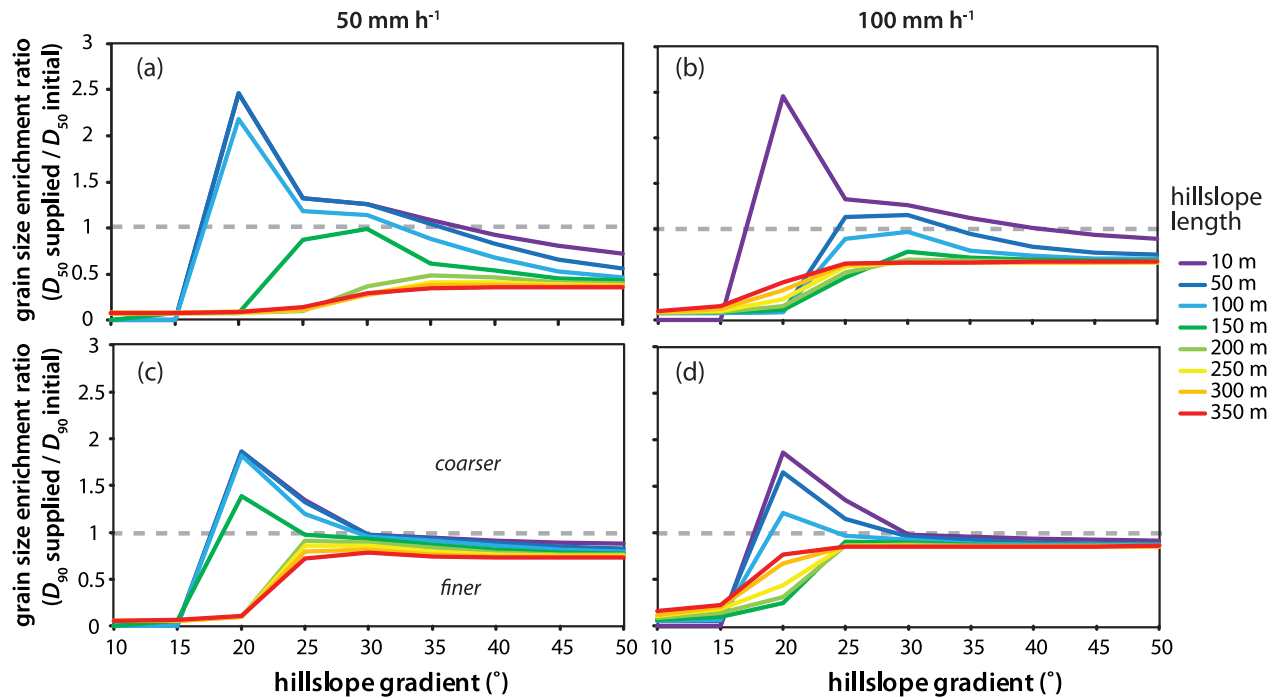 50 mm h⁻¹
100 mm h⁻¹
grain size enrichment ratio
(D₅₀ supplied / D₅₀ initial)
3
2.5
2
1.5
1
0.5
0
(a)
(b)
hillslope
length
10 m
50 m
100 m
150 m
200 m
250 m
300 m
350 m
grain size enrichment ratio
(D₉₀ supplied / D₉₀ initial)
3
2.5
2
1.5
1
0.5
0
(c)
coarser
finer
(d)
10 15 20 25 30 35 40 45 50
10 15 20 25 30 35 40 45 50
hillslope gradient (°)
hillslope gradient (°)